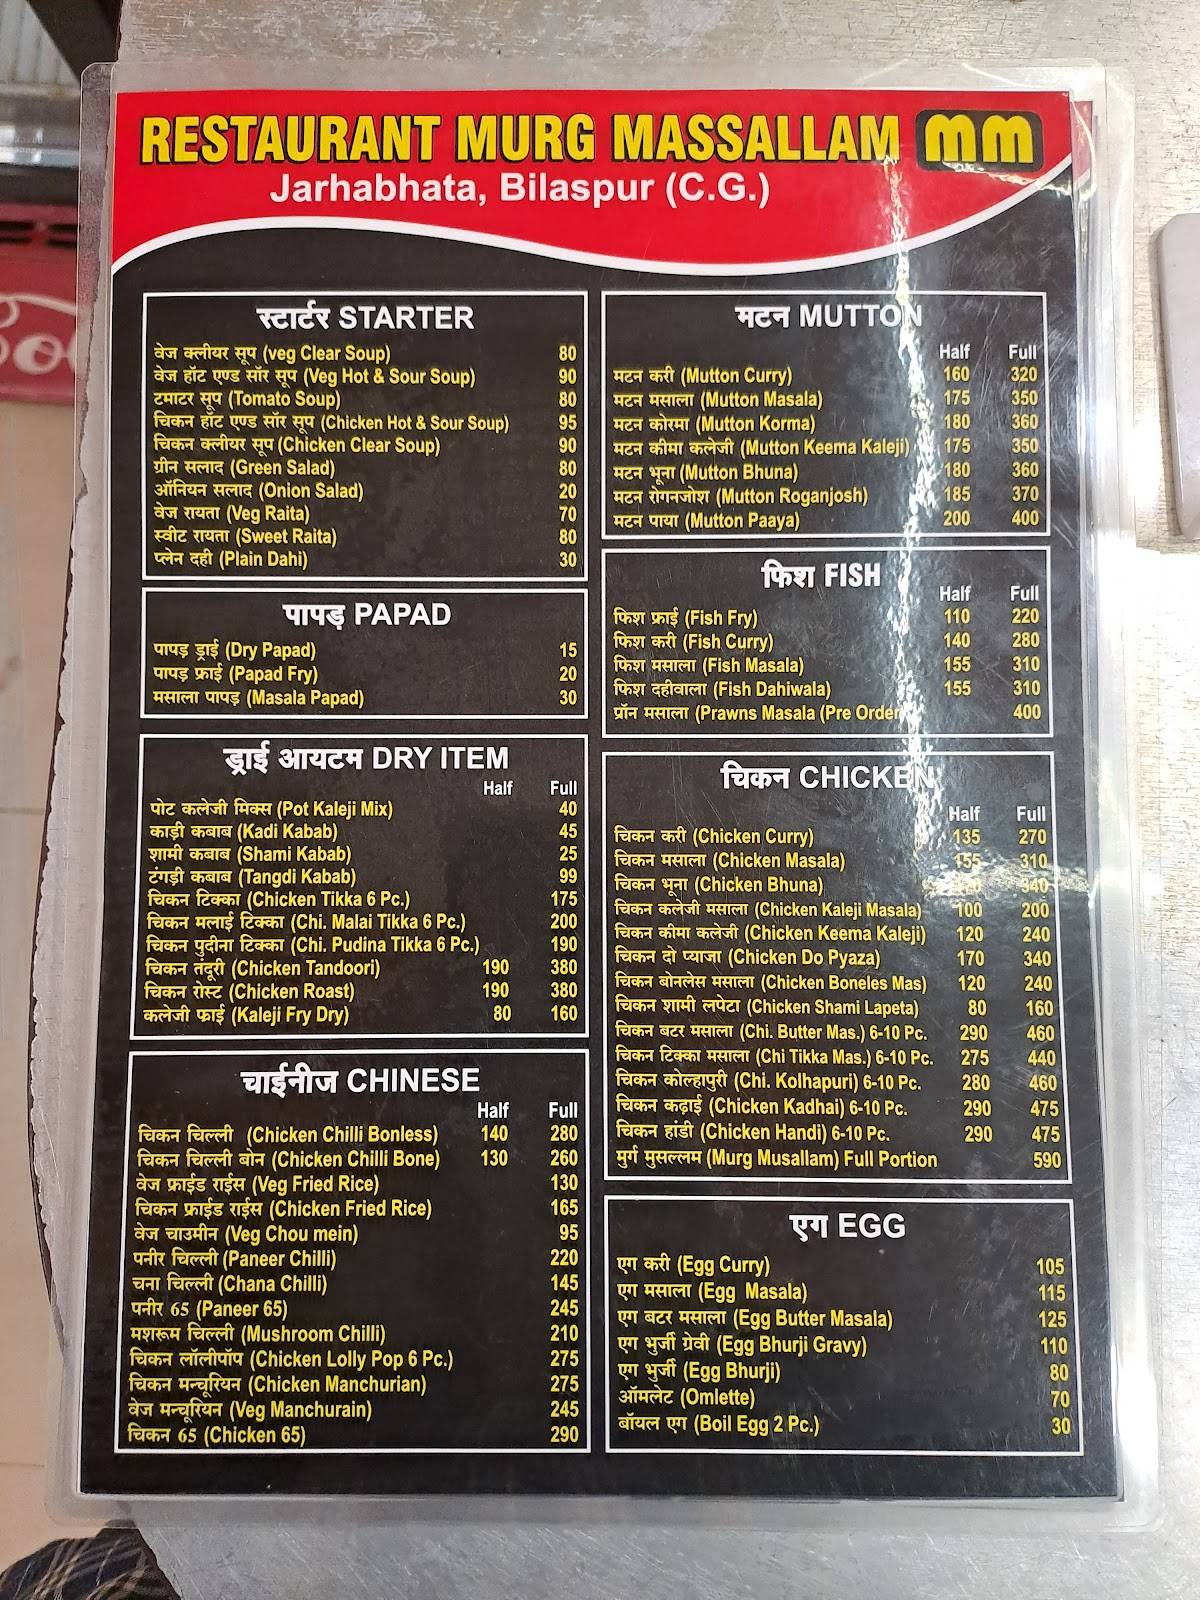 RESTAURANT MURG MASSALLAM mm
Jarhabhata, Bilaspur (C.G.)
स्टार्टर STARTER
वेज क्लीयर सूप (veg Clear Soup) 80
वेज हॉट एण्ड सॉर सूप (Veg Hot & Sour Soup) 90
टमाटर सूप (Tomato Soup) 80
चिकन हॉट एण्ड सॉर सूप (Chicken Hot & Sour Soup) 95
चिकन क्लीयर सूप (Chicken Clear Soup) 90
ग्रीन सलाद (Green Salad) 80
ऑनियन सलाद (Onion Salad) 20
वेज रायता (Veg Raita) 70
स्वीट रायता (Sweet Raita) 80
प्लेन दही (Plain Dahi) 30
पापड़ PAPAD
पापड़ ड्राई (Dry Papad) 15
पापड़ फ्राई (Papad Fry) 20
मसाला पापड़ (Masala Papad) 30
ड्राई आयटम DRY ITEM
Half Full
पोट कलेजी मिक्स (Pot Kaleji Mix) 40
काड़ी कबाब (Kadi Kabab) 45
शामी कबाब (Shami Kabab) 25
टंगड़ी कबाब (Tangdi Kabab) 99
चिकन टिक्का (Chicken Tikka 6 Pc.) 175
चिकन मलाई टिक्का (Chi. Malai Tikka 6 Pc.) 200
चिकन पुदीना टिक्का (Chi. Pudina Tikka 6 Pc.) 190
चिकन तंदूरी (Chicken Tandoori) 190 380
चिकन रोस्ट (Chicken Roast) 190 380
कलेजी फाई (Kaleji Fry Dry) 80 160
चाईनीज CHINESE
Half Full
चिकन चिल्ली (Chicken Chilli Bonless) 140 280
चिकन चिल्ली बोन (Chicken Chilli Bone) 130 260
वेज फ्राईड राईस (Veg Fried Rice) 130
चिकन फ्राईड राईस (Chicken Fried Rice) 165
वेज चाउमीन (Veg Chou mein) 95
पनीर चिल्ली (Paneer Chilli) 220
चना चिल्ली (Chana Chilli) 145
पनीर 65 (Paneer 65) 245
मशरूम चिल्ली (Mushroom Chilli) 210
चिकन लॉलीपॉप (Chicken Lolly Pop 6 Pc.) 275
चिकन मन्चूरियन (Chicken Manchurian) 275
वेज मन्चूरियन (Veg Manchurain) 245
चिकन 65 (Chicken 65) 290
मटन MUTTON
Half Full
मटन करी (Mutton Curry) 160 320
मटन मसाला (Mutton Masala) 175 350
मटन कोरमा (Mutton Korma) 180 360
मटन कीमा कलेजी (Mutton Keema Kaleji) 175 350
मटन भूना (Mutton Bhuna) 180 360
मटन रोगनजोश (Mutton Roganjosh) 185 370
मटन पाया (Mutton Paaya) 200 400
फिश FISH
Half Full
फिश फ्राई (Fish Fry) 110 220
फिश करी (Fish Curry) 140 280
फिश मसाला (Fish Masala) 155 310
फिश दहीवाला (Fish Dahiwala) 155 310
प्रॉन मसाला (Prawns Masala (Pre Order) 400
चिकन CHICKEN
Half Full
चिकन करी (Chicken Curry) 135 270
चिकन मसाला (Chicken Masala) 155 310
चिकन भूना (Chicken Bhuna) 340
चिकन कलेजी मसाला (Chicken Kaleji Masala) 100 200
चिकन कीमा कलेजी (Chicken Keema Kaleji) 120 240
चिकन दो प्याजा (Chicken Do Pyaza) 170 340
चिकन बोनलेस मसाला (Chicken Boneles Mas) 120 240
चिकन शामी लपेटा (Chicken Shami Lapeta) 80 160
चिकन बटर मसाला (Chi. Butter Mas.) 6-10 Pc. 290 460
चिकन टिक्का मसाला (Chi Tikka Mas.) 6-10 Pc. 275 440
चिकन कोल्हापुरी (Chi. Kolhapuri) 6-10 Pc. 280 460
चिकन कढ़ाई (Chicken Kadhai) 6-10 Pc. 290 475
चिकन हांडी (Chicken Handi) 6-10 Pc. 290 475
मुर्ग मुसल्लम (Murg Musallam) Full Portion 590
एग EGG
एग करी (Egg Curry) 105
एग मसाला (Egg Masala) 115
एग बटर मसाला (Egg Butter Masala) 125
एग भुर्जी ग्रेवी (Egg Bhurji Gravy) 110
एग भुर्जी (Egg Bhurji) 80
ऑमलेट (Omlette) 70
बॉयल एग (Boil Egg 2 Pc.) 30